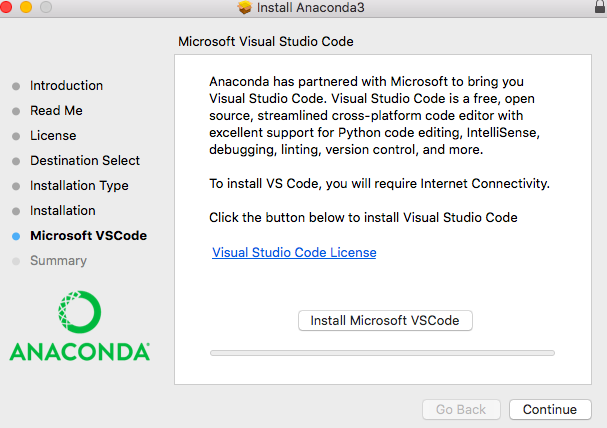 Install Anaconda3
Microsoft Visual Studio Code
Introduction
Read Me
License
Destination Select
Installation Type
Installation
Microsoft VSCode
Summary
ANACONDA
Anaconda has partnered with Microsoft to bring you
Visual Studio Code. Visual Studio Code is a free, open
source, streamlined cross-platform code editor with
excellent support for Python code editing, IntelliSense,
debugging, linting, version control, and more.
To install VS Code, you will require Internet Connectivity.
Click the button below to install Visual Studio Code
Visual Studio Code License
Install Microsoft VSCode
Go Back
Continue